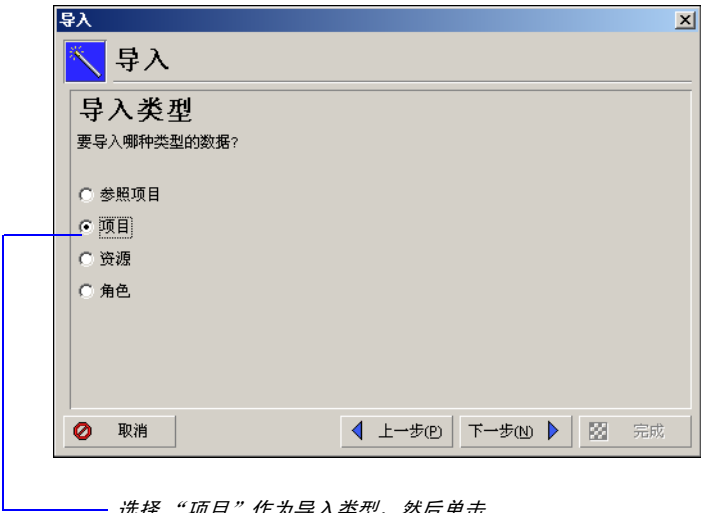 导入
导入
导入类型
要导入哪种类型的数据?
参照项目
项目
资源
角色
取消
上一步(P)
下一步(N)
完成
选择 “项目”作为导入类型，然后单击